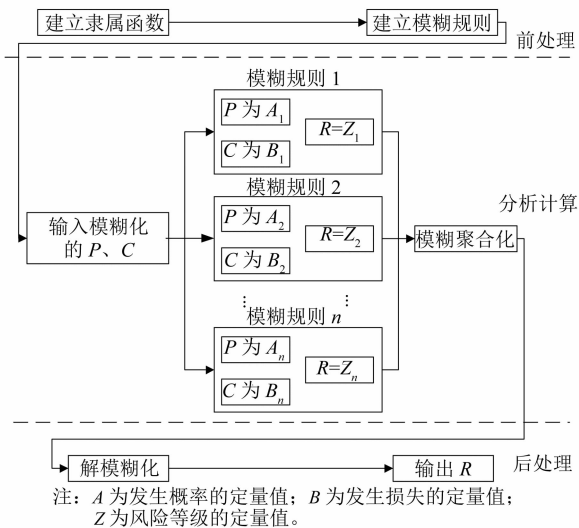 建立隶属函数
建立模糊规则
前处理
模糊规则 1
P 为 A₁
R=Z₁
C 为 B₁
模糊规则 2
输入模糊化
的 P、C
P 为 A₂
R=Z₂
C 为 B₂
分析计算
模糊聚合化
⋮ ⋮
模糊规则 n
P 为 Aₙ
R=Zₙ
C 为 Bₙ
解模糊化
输出 R
后处理
注：A 为发生概率的定量值；B 为发生损失的定量值；
Z 为风险等级的定量值。